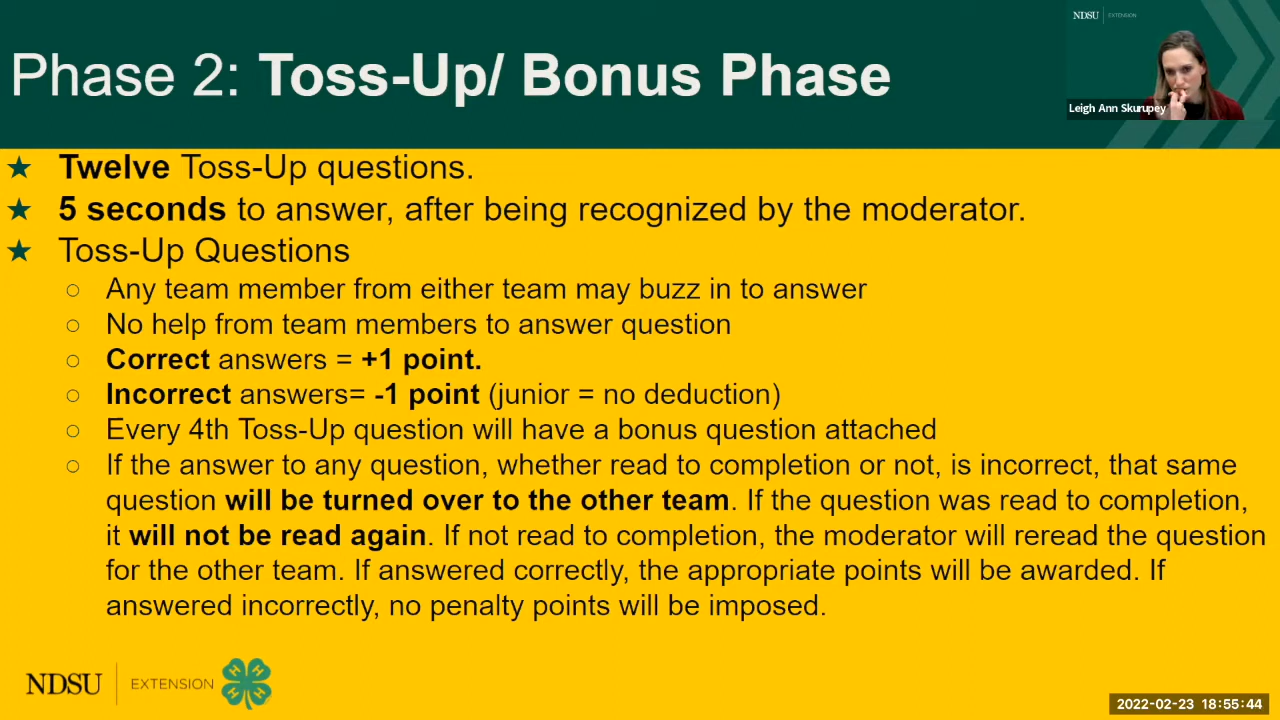 Phase 2: Toss-Up/ Bonus Phase
NDSU EXTENSION
Leigh Ann Skurupey
★ Twelve Toss-Up questions.
★ 5 seconds to answer, after being recognized by the moderator.
★ Toss-Up Questions
○ Any team member from either team may buzz in to answer
○ No help from team members to answer question
○ Correct answers = +1 point.
○ Incorrect answers= -1 point (junior = no deduction)
○ Every 4th Toss-Up question will have a bonus question attached
○ If the answer to any question, whether read to completion or not, is incorrect, that same
question will be turned over to the other team. If the question was read to completion,
it will not be read again. If not read to completion, the moderator will reread the question
for the other team. If answered correctly, the appropriate points will be awarded. If
answered incorrectly, no penalty points will be imposed.
NDSU EXTENSION
H H H H
2022-02-23 18:55:44